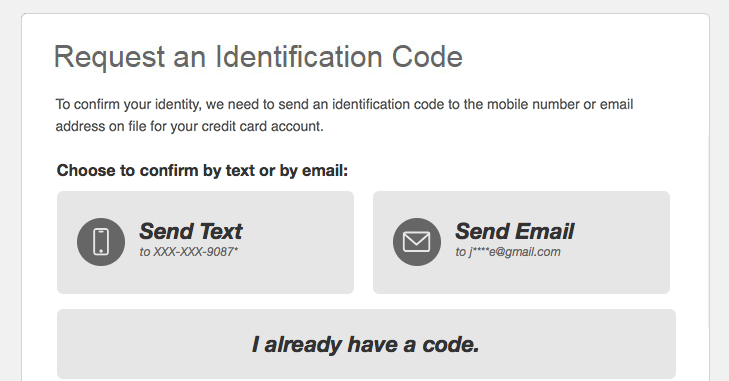 Request an Identification Code
To confirm your identity, we need to send an identification code to the mobile number or email
address on file for your credit card account.
Choose to confirm by text or by email:
Send Text
to XXX-XXX-9087*
Send Email
to j****e@gmail.com
I already have a code.